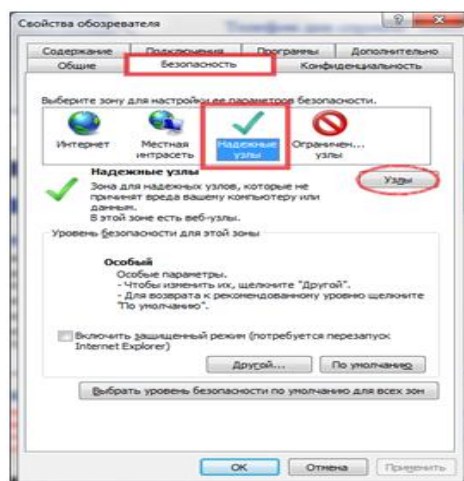 Свойства обозревателя
Содержание Подключения Программы Дополнительно
Общие Безопасность Конфиденциальность
Выберите зону для настройки ее параметров безопасности.
Интернет Местная интрасеть Надежные узлы Ограничен... узлы
Надежные узлы
Узлы
Зона для надежных узлов, которые не
причинят вреда вашему компьютеру или
данным.
В этой зоне есть веб-узлы.
Уровень безопасности для этой зоны
Особый
Особые параметры.
- Чтобы изменить их, щелкните "Другой".
- Для возврата к рекомендованному уровню щелкните
"По умолчанию".
Включить защищенный режим (потребуется перезапуск
Internet Explorer)
Другой... По умолчанию
Выбрать уровень безопасности по умолчанию для всех зон
OK Отмена Применить